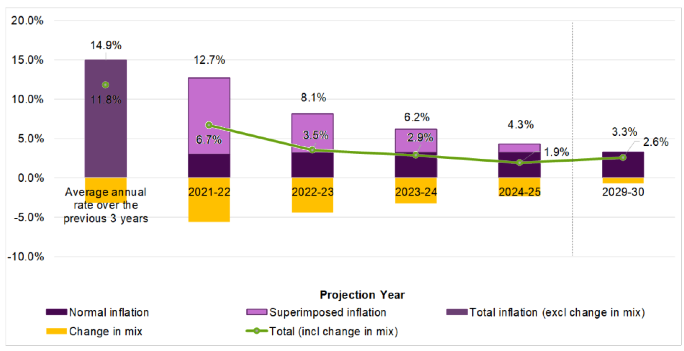 20.0%
14.9%
15.0%
12.7%
11.8%
10.0%
8.1%
6.2%
6.7%
5.0%
3.5%
2.9%
4.3%
1.9%
3.3%
2.6%
0.0%
Average annual
rate over the
previous 3 years
2021-22
2022-23
2023-24
2024-25
2029-30
-5.0%
-10.0%
Projection Year
Normal inflation
Superimposed inflation
Total inflation (excl change in mix)
Change in mix
Total (incl change in mix)